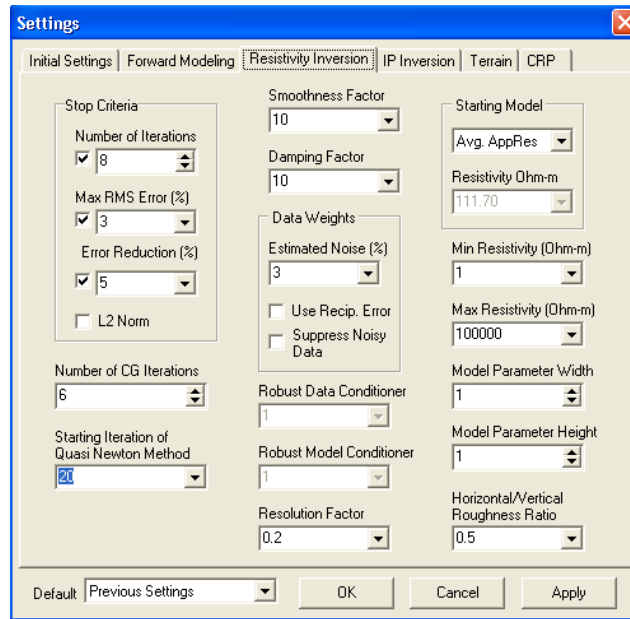 Settings
Initial Settings
Forward Modeling
Resistivity Inversion
IP Inversion
Terrain
CRP
Stop Criteria
Number of Iterations
8
Max RMS Error (%)
3
Error Reduction (%)
5
L2 Norm
Number of CG Iterations
6
Starting Iteration of
Quasi Newton Method
20
Smoothness Factor
10
Damping Factor
10
Data Weights
Estimated Noise (%)
3
Use Recip. Error
Suppress Noisy
Data
Robust Data Conditioner
1
Robust Model Conditioner
1
Resolution Factor
0.2
Starting Model
Avg. AppRes
Resistivity Ohm-m
111.70
Min Resistivity (Ohm-m)
1
Max Resistivity (Ohm-m)
100000
Model Parameter Width
1
Model Parameter Height
1
Horizontal/Vertical
Roughness Ratio
0.5
Default
Previous Settings
OK
Cancel
Apply